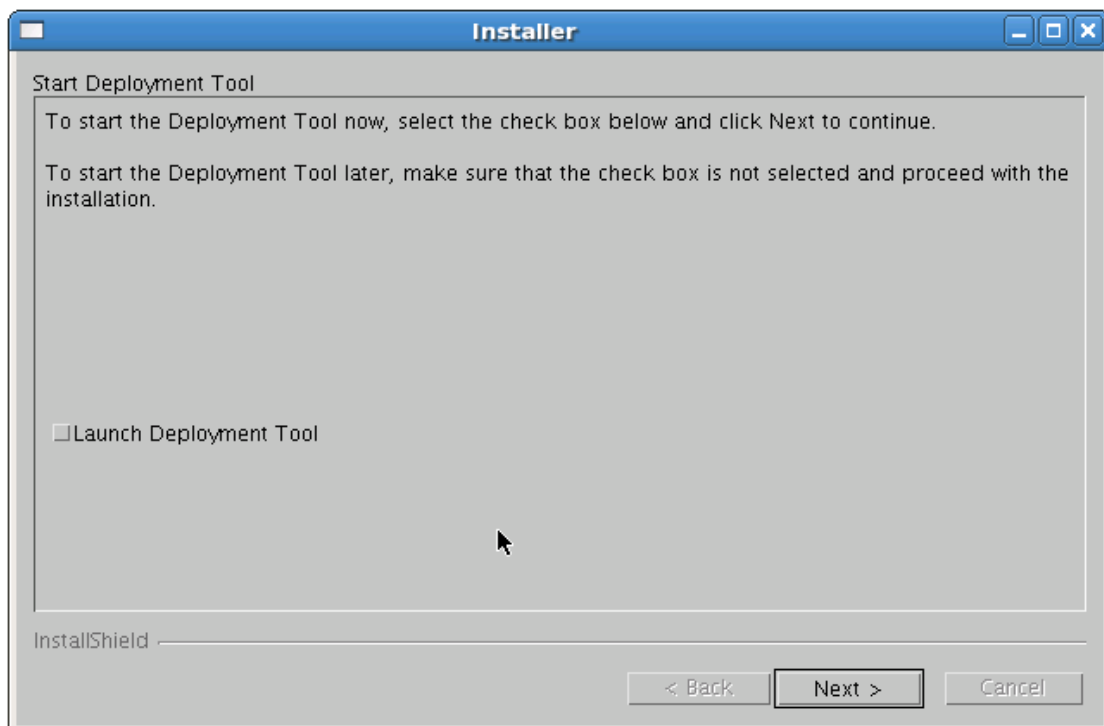 Installer
Start Deployment Tool
To start the Deployment Tool now, select the check box below and click Next to continue.
To start the Deployment Tool later, make sure that the check box is not selected and proceed with the
installation.
Launch Deployment Tool
InstallShield
< Back
Next >
Cancel